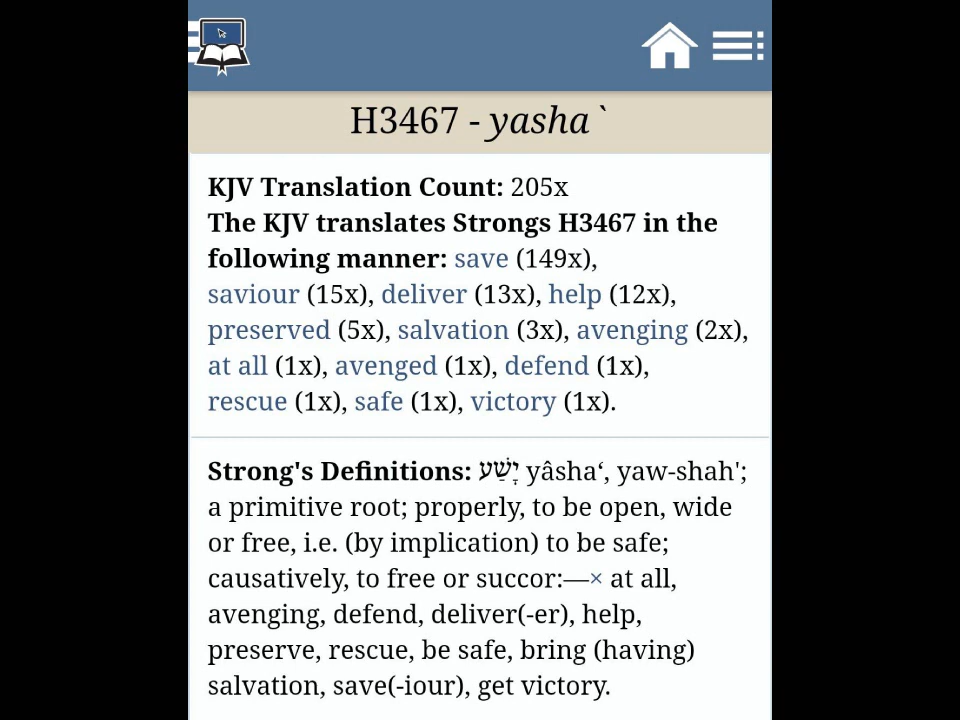 H3467 - yasha`
KJV Translation Count: 205x
The KJV translates Strongs H3467 in the
following manner: save (149x),
saviour (15x), deliver (13x), help (12x),
preserved (5x), salvation (3x), avenging (2x),
at all (1x), avenged (1x), defend (1x),
rescue (1x), safe (1x), victory (1x).
Strong's Definitions: יָשַׁע yâshaʻ, yaw-shah';
a primitive root; properly, to be open, wide
or free, i.e. (by implication) to be safe;
causatively, to free or succor:—× at all,
avenging, defend, deliver(-er), help,
preserve, rescue, be safe, bring (having)
salvation, save(-iour), get victory.